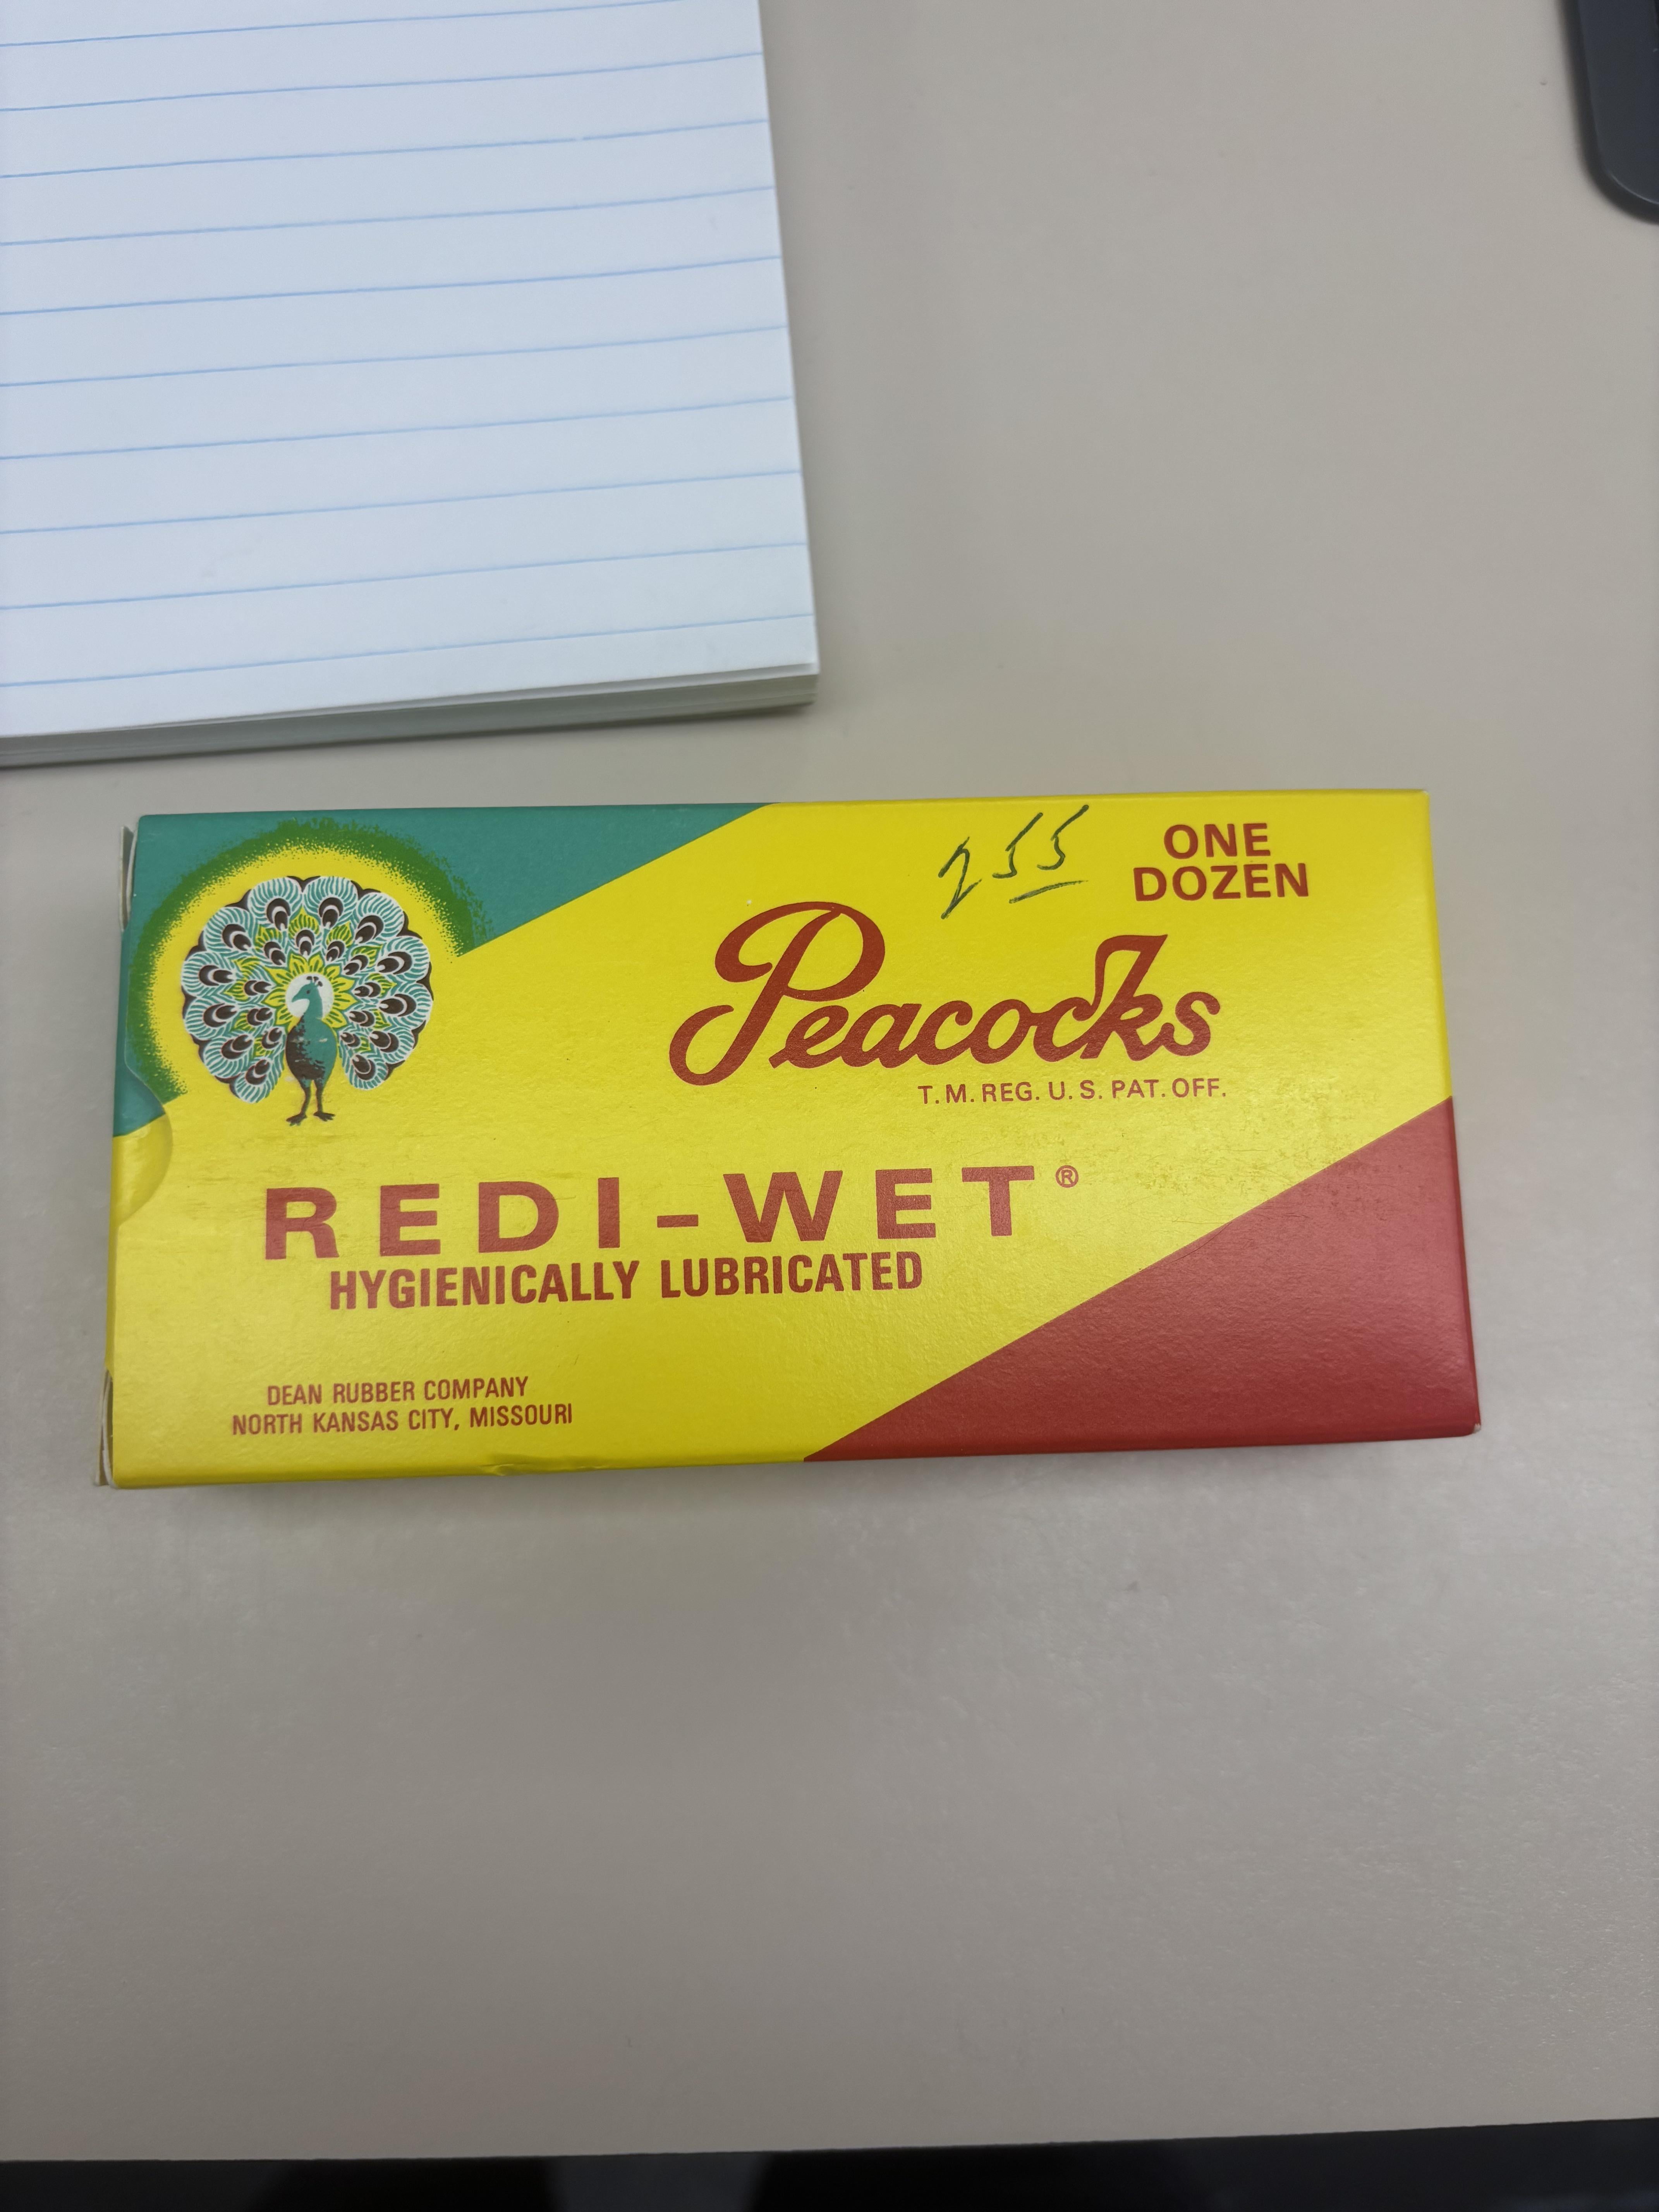 255
ONE
DOZEN
Peacocks
T.M. REG. U.S. PAT. OFF.
REDI-WET®
HYGIENICALLY LUBRICATED
DEAN RUBBER COMPANY
NORTH KANSAS CITY, MISSOURI